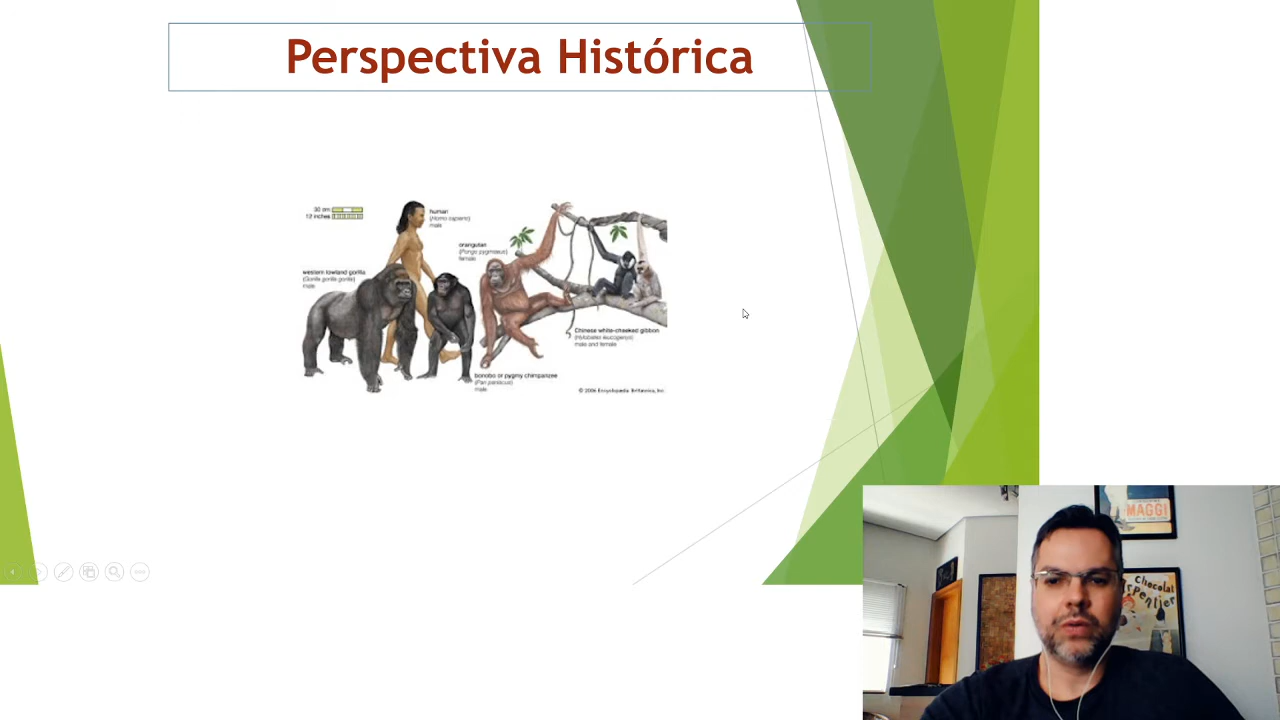 Perspectiva Histórica
30 cm
12 inches
human
(Homo sapiens)
male
orangutan
(Pongo pygmaeus)
female
western lowland gorilla
(Gorilla gorilla gorilla)
male
Chinese white-cheeked gibbon
(Hylobates leucogenys)
male and female
bonobo or pygmy chimpanzee
(Pan paniscus)
male
© 2006 Encyclopædia Britannica, Inc.
MAGGI
Chocolat